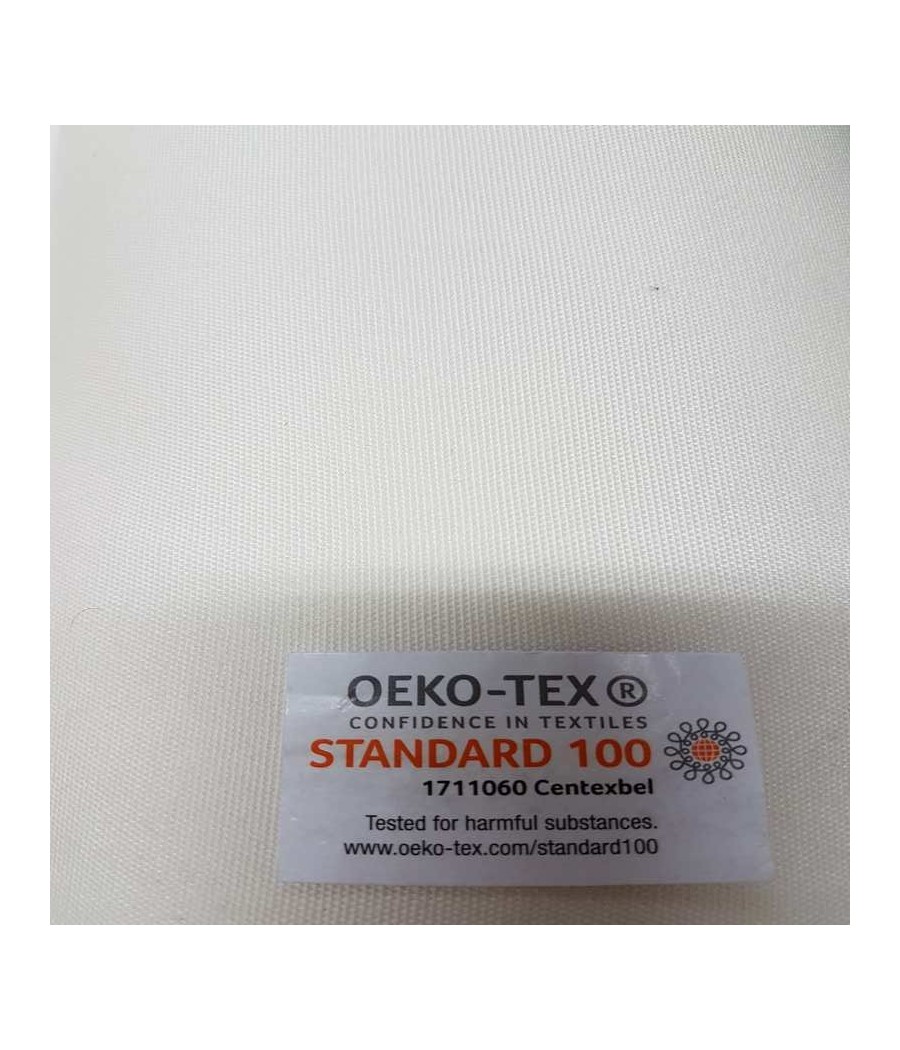 OEKO-TEX®
CONFIDENCE IN TEXTILES
STANDARD 100
1711060 Centexbel
Tested for harmful substances.
www.oeko-tex.com/standard100